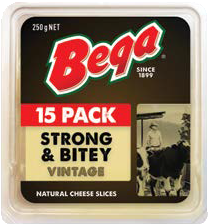 250g NET
Bega
SINCE
1899
15 PACK
STRONG
& BITEY
VINTAGE
NATURAL CHEESE SLICES